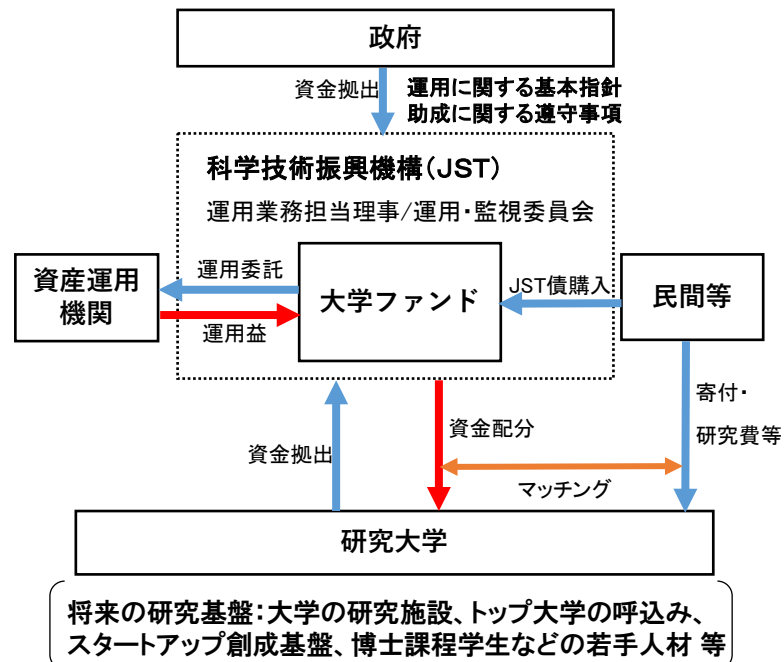 政府
資金拠出
運用に関する基本指針
助成に関する遵守事項
科学技術振興機構(JST)
運用業務担当理事/運用・監視委員会
資産運用
機関
運用委託
運用益
大学ファンド
JST債購入
民間等
資金拠出
資金配分
寄付・
研究費等
マッチング
研究大学
将来の研究基盤:大学の研究施設、トップ大学の呼込み、
スタートアップ創成基盤、博士課程学生などの若手人材 等